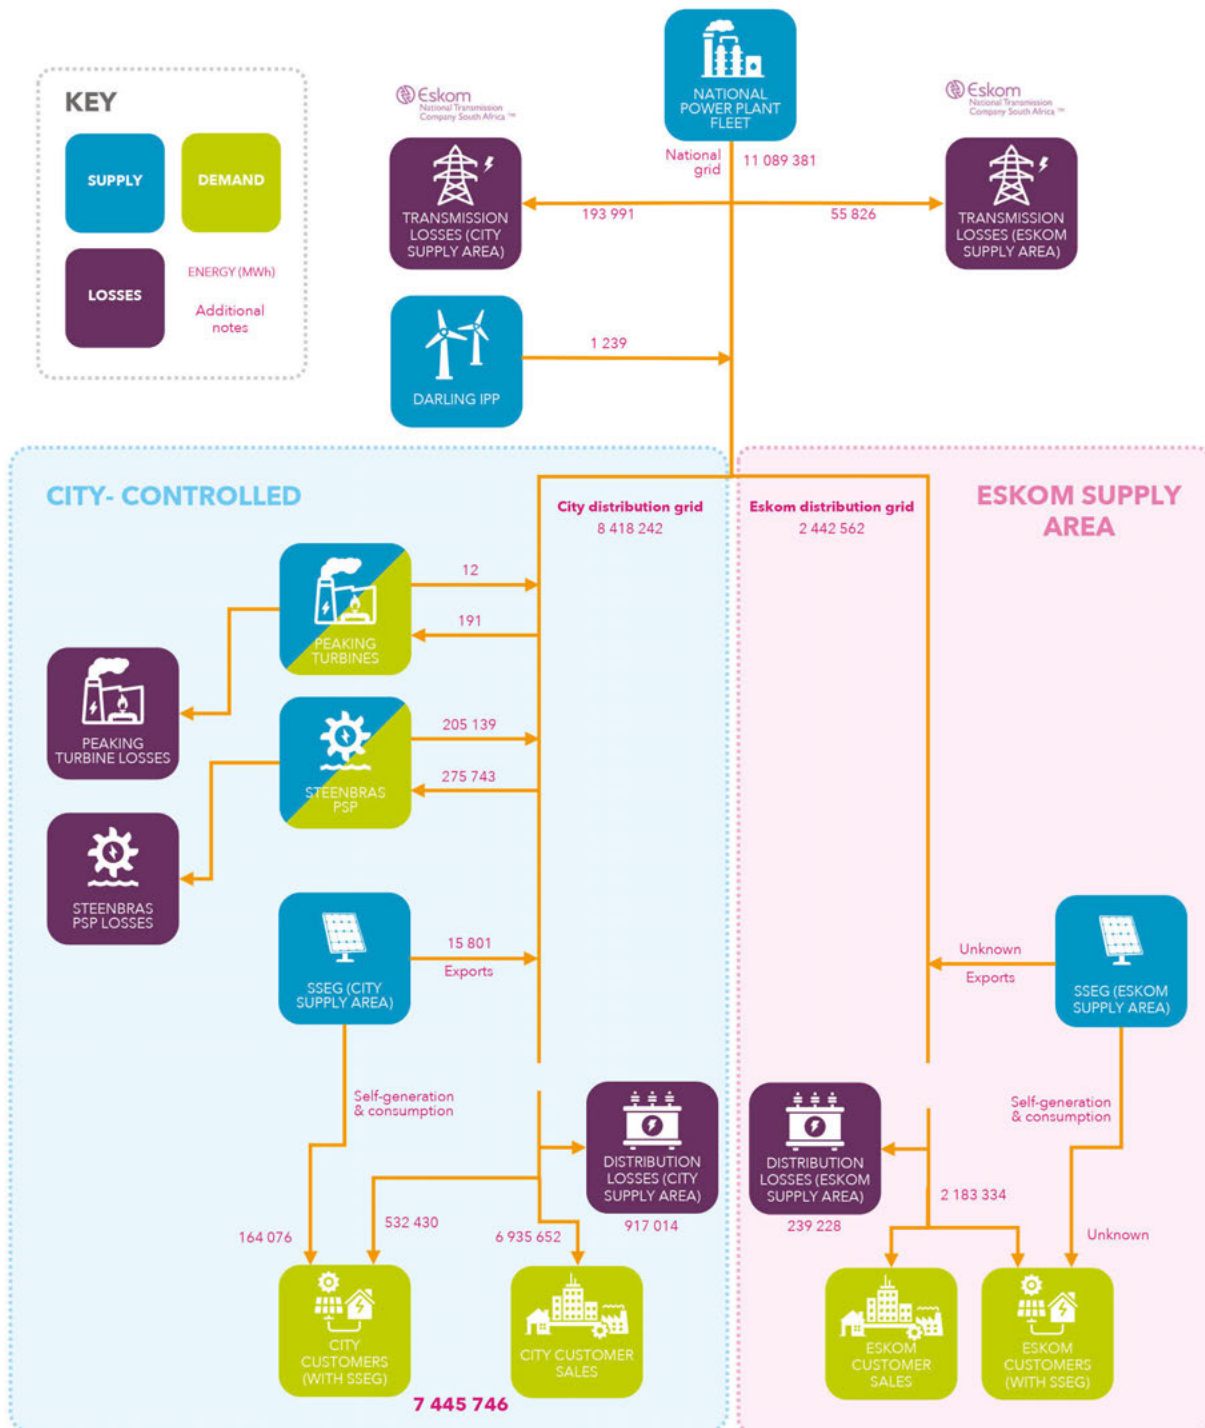 KEY
SUPPLY
DEMAND
LOSSES
ENERGY (MWh)
Additional
notes
Eskom
National Transmission
Company South Africa ™
TRANSMISSION
LOSSES (CITY
SUPPLY AREA)
NATIONAL
POWER PLANT
FLEET
National
grid
11 089 381
193 991
55 826
Eskom
National Transmission
Company South Africa ™
TRANSMISSION
LOSSES (ESKOM
SUPPLY AREA)
DARLING IPP
1 239
CITY- CONTROLLED
City distribution grid
8 418 242
Eskom distribution grid
2 442 562
ESKOM SUPPLY
AREA
PEAKING
TURBINES
12
191
PEAKING
TURBINE LOSSES
STEENBRAS
PSP
205 139
275 743
STEENBRAS
PSP LOSSES
SSEG (CITY
SUPPLY AREA)
15 801
Exports
Unknown
Exports
SSEG (ESKOM
SUPPLY AREA)
Self-generation
& consumption
Self-generation
& consumption
DISTRIBUTION
LOSSES (CITY
SUPPLY AREA)
917 014
DISTRIBUTION
LOSSES (ESKOM
SUPPLY AREA)
239 228
2 183 334
164 076
532 430
6 935 652
Unknown
CITY
CUSTOMERS
(WITH SSEG)
CITY CUSTOMER
SALES
ESKOM
CUSTOMER
SALES
ESKOM
CUSTOMERS
(WITH SSEG)
7 445 746